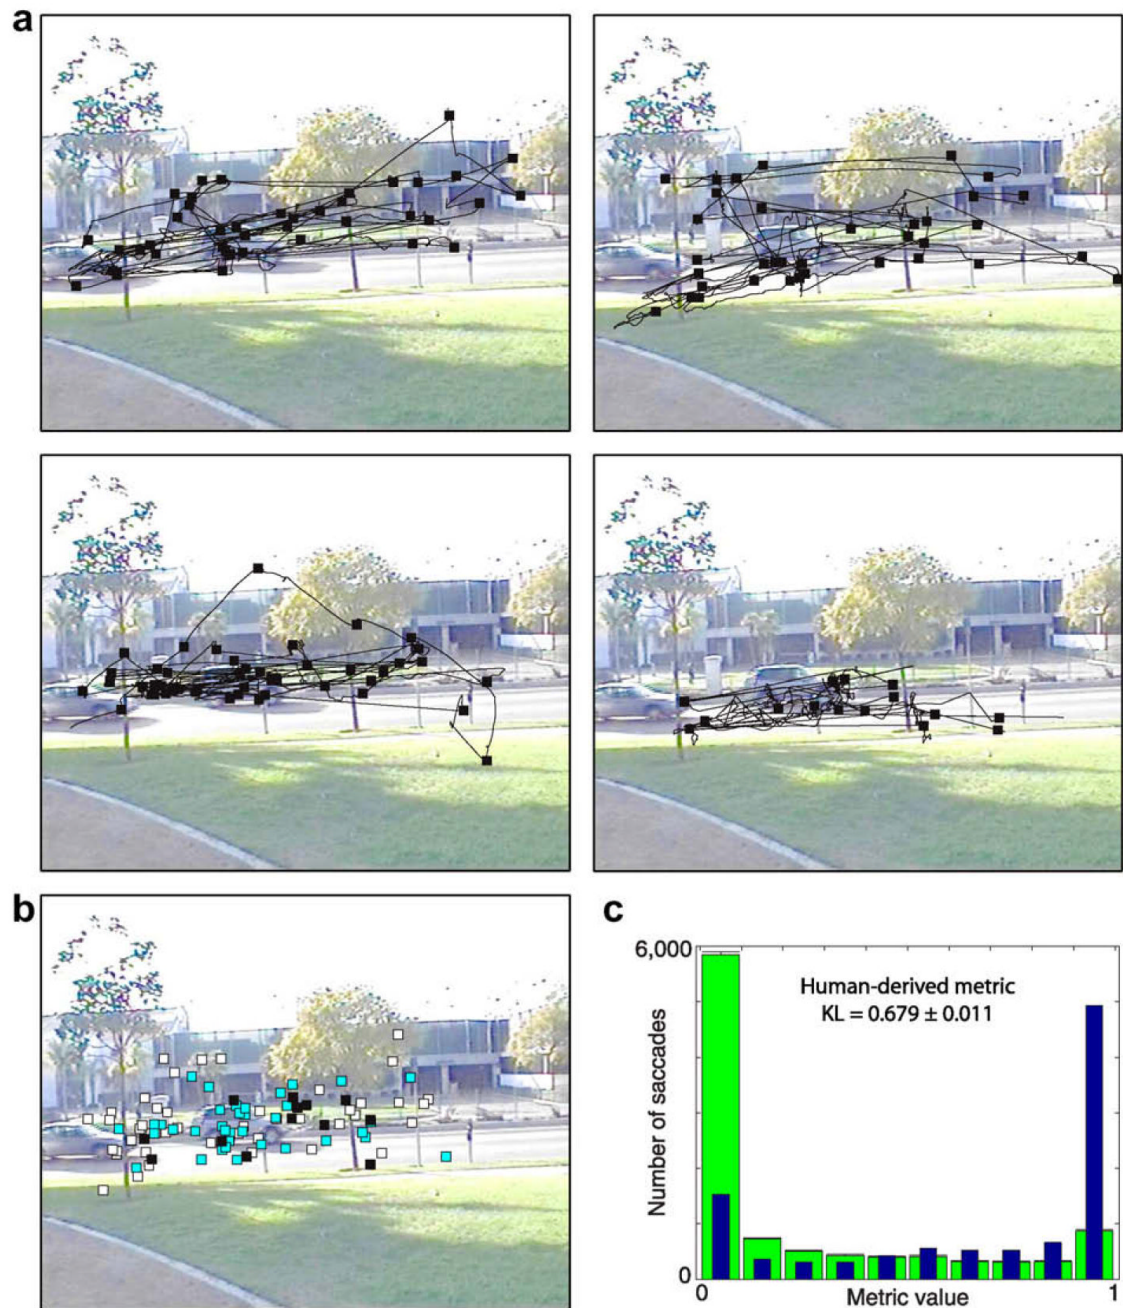 a
b
c
6,000
Human-derived metric
KL = 0.679 ± 0.011
Number of saccades
0
0
1
Metric value